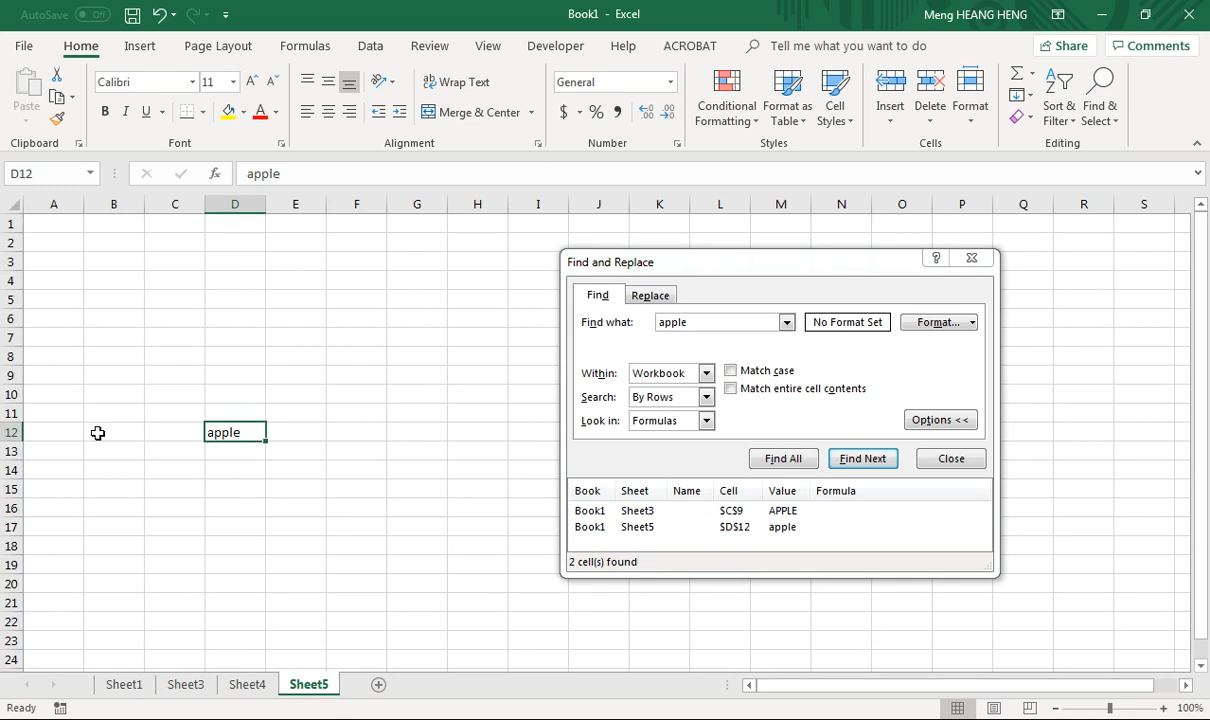 AutoSave Off Book1 - Excel Meng HEANG HENG
File Home Insert Page Layout Formulas Data Review View Developer Help ACROBAT Tell me what you want to do Share Comments
Paste
Clipboard
Calibri 11
B I U A
Font
Wrap Text
Merge & Center
Alignment
General
$ % ,
Number
Conditional Formatting
Format as Table
Cell Styles
Styles
Insert Delete Format
Cells
Sort & Filter
Find & Select
Editing
D12 fx apple
A B C D E F G H I J K L M N O P Q R S
1
2
3
4
5
6
7
8
9
10
11
12 apple
13
14
15
16
17
18
19
20
21
22
23
24
Find and Replace ?
Find Replace
Find what: apple No Format Set Format...
Within: Workbook Match case
Search: By Rows Match entire cell contents
Look in: Formulas Options <<
Find All Find Next Close
Book Sheet Name Cell Value Formula
Book1 Sheet3 $C$9 APPLE
Book1 Sheet5 $D$12 apple
2 cell(s) found
Sheet1 Sheet3 Sheet4 Sheet5
Ready 100%